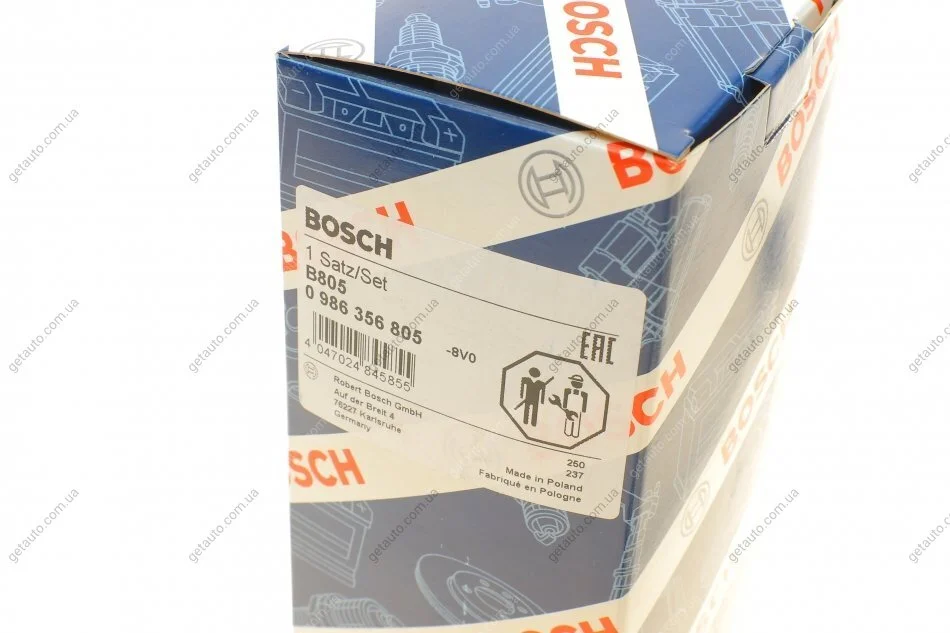 BOSCH
BOSCH
BO
BOSCH
1 Satz/Set
B805
0 986 356 805
-8V0
4 047024 845855
EAC
Robert Bosch GmbH
Auf der Breit 4
76227 Karlsruhe
Germany
250
237
Made in Poland
Fabriqué en Pologne
BOSCH
getauto.com.ua